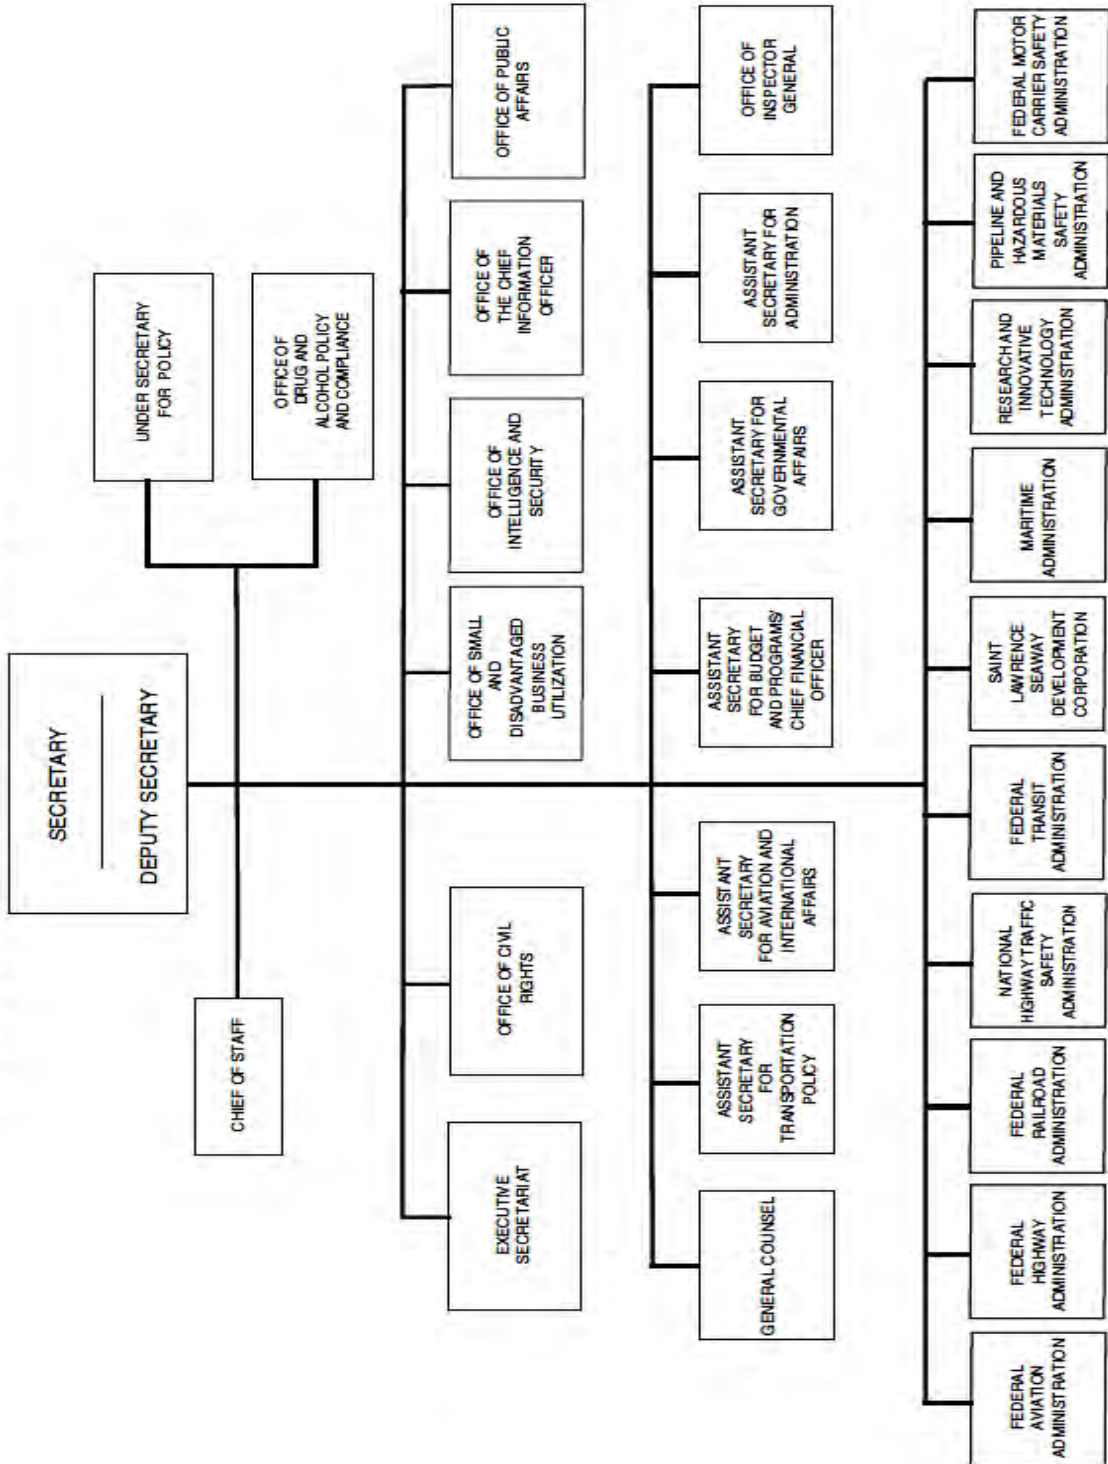 SECRETARY
DEPUTY SECRETARY
CHIEF OF STAFF
UNDER SECRETARY
FOR POLICY
OFFICE OF
DRUG AND
ALCOHOL POLICY
AND COMPLIANCE
EXECUTIVE
SECRETARIAT
OFFICE OF CIVIL
RIGHTS
OFFICE OF SMALL
AND
DISADVANTAGED
BUSINESS
UTILIZATION
OFFICE OF
INTELLIGENCE AND
SECURITY
OFFICE OF
THE CHIEF
INFORMATION
OFFICER
OFFICE OF PUBLIC
AFFAIRS
GENERAL COUNSEL
ASSISTANT
SECRETARY
FOR
TRANSPORTATION
POLICY
ASSISTANT
SECRETARY
FOR AVIATION AND
INTERNATIONAL
AFFAIRS
ASSISTANT
SECRETARY
FOR BUDGET
AND PROGRAMS/
CHIEF FINANCIAL
OFFICER
ASSISTANT
SECRETARY FOR
GOVERNMENTAL
AFFAIRS
ASSISTANT
SECRETARY FOR
ADMINISTRATION
OFFICE OF
INSPECTOR
GENERAL
FEDERAL
AVIATION
ADMINISTRATION
FEDERAL
HIGHWAY
ADMINISTRATION
FEDERAL
RAILROAD
ADMINISTRATION
NATIONAL
HIGHWAY TRAFFIC
SAFETY
ADMINISTRATION
FEDERAL
TRANSIT
ADMINISTRATION
SAINT
LAWRENCE
SEAWAY
DEVELOPMENT
CORPORATION
MARITIME
ADMINISTRATION
RESEARCH AND
INNOVATIVE
TECHNOLOGY
ADMINISTRATION
PIPELINE AND
HAZARDOUS
MATERIALS
SAFETY
ADMINISTRATION
FEDERAL MOTOR
CARRIER SAFETY
ADMINISTRATION